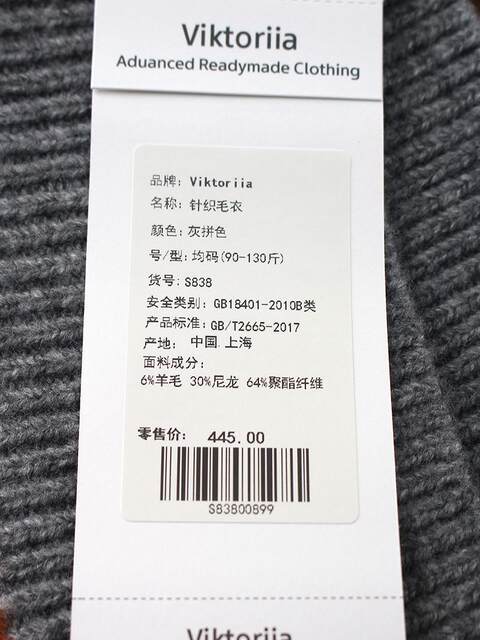 Viktoriia
Aduanced Readymade Clothing
品牌: Viktoriia
名称: 针织毛衣
颜色: 灰拼色
号/型: 均码(90-130斤)
货号: S838
安全类别: GB18401-2010B类
产品标准: GB/T2665-2017
产地: 中国.上海
面料成分:
6%羊毛 30%尼龙 64%聚酯纤维
零售价: 445.00
S83800899
Viktoriia